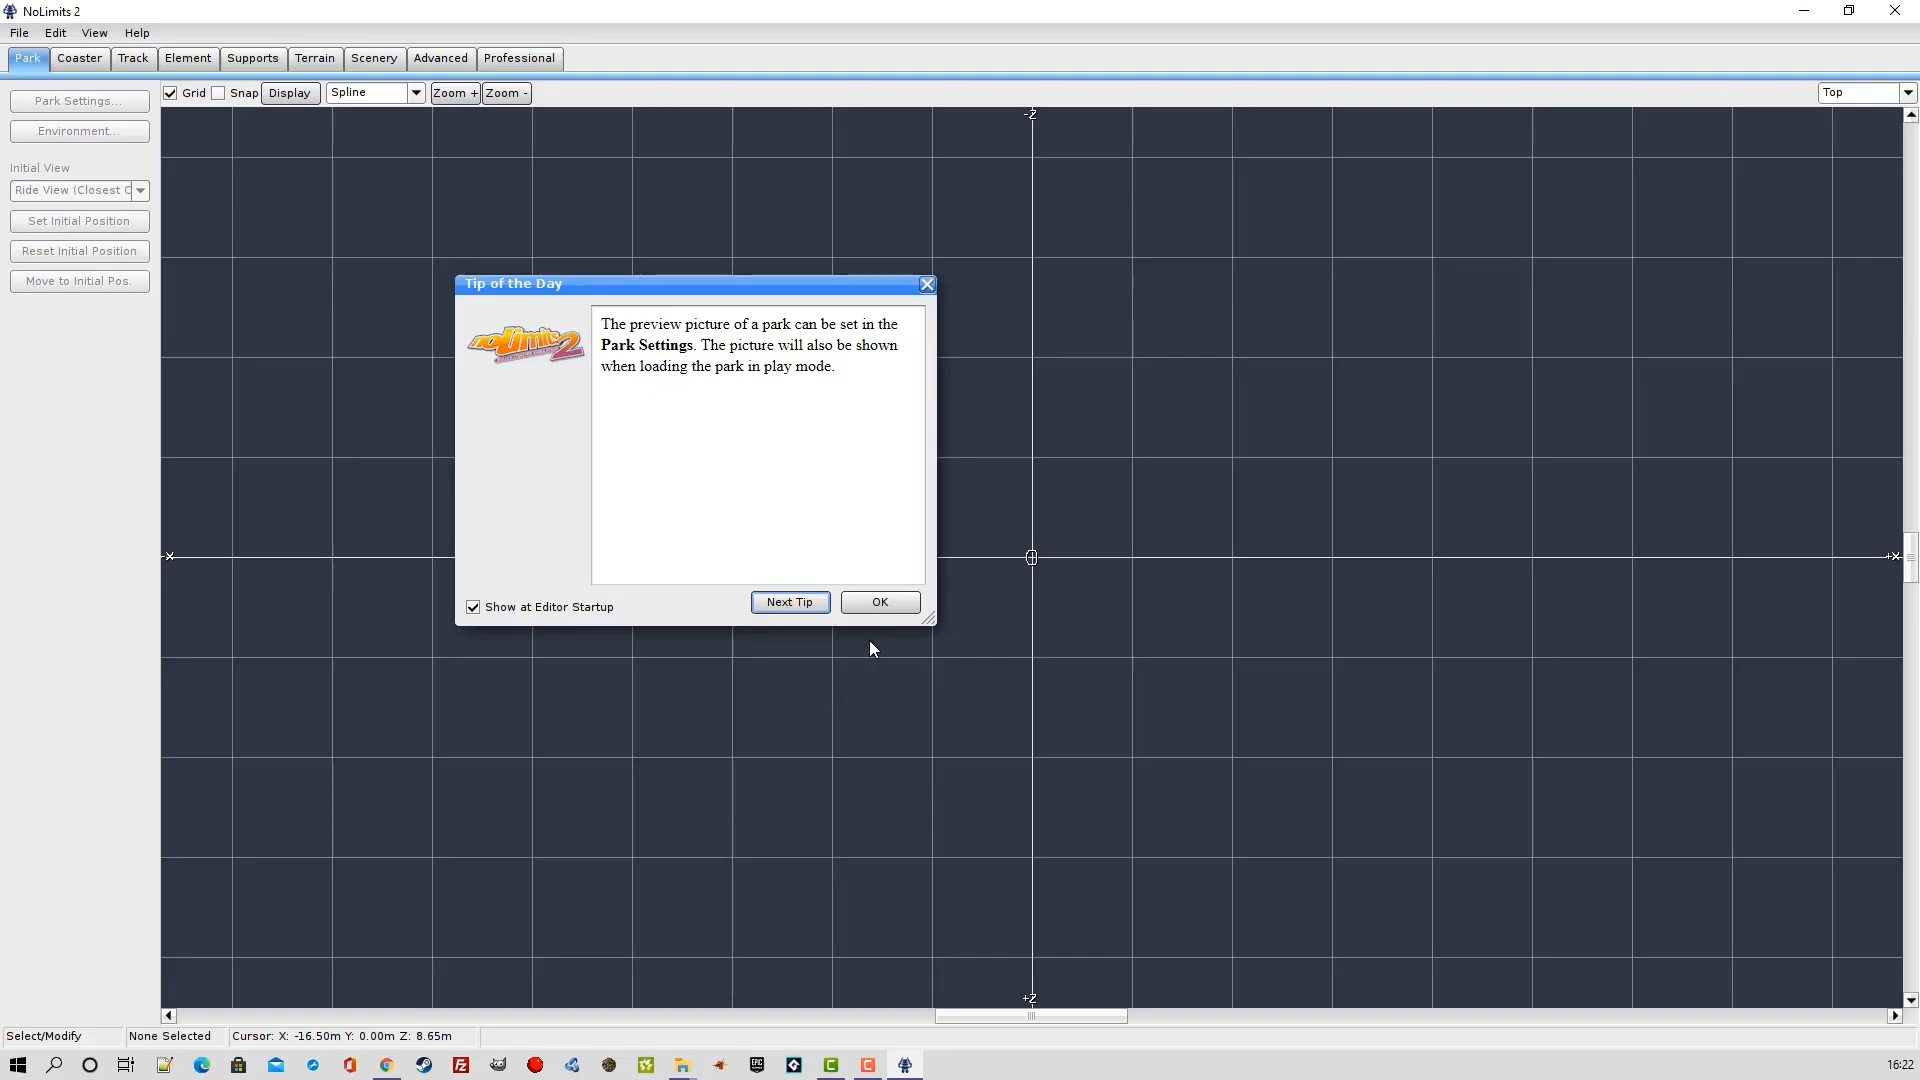 NoLimits 2
File Edit View Help
Park Coaster Track Element Supports Terrain Scenery Advanced Professional
Park Settings...
Grid Snap Display Spline Zoom + Zoom - Top
Environment...
Initial View
Ride View (Closest C
Set Initial Position
Reset Initial Position
Move to Initial Pos.
-Z
Tip of the Day
noLimits 2
The preview picture of a park can be set in the
Park Settings. The picture will also be shown
when loading the park in play mode.
-X
0
+X
Show at Editor Startup
Next Tip OK
+Z
Select/Modify None Selected Cursor: X: -16.50m Y: 0.00m Z: 8.65m
16:22